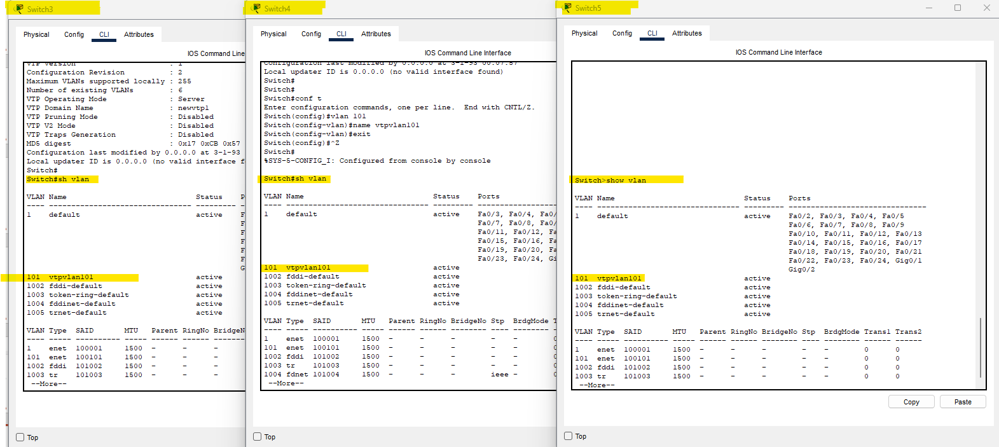 Switch3
Physical Config CLI Attributes
IOS Command Line
VTP Version : 1
Configuration Revision : 2
Maximum VLANs supported locally : 255
Number of existing VLANs : 6
VTP Operating Mode : Server
VTP Domain Name : newvtp1
VTP Pruning Mode : Disabled
VTP V2 Mode : Disabled
VTP Traps Generation : Disabled
MD5 digest : 0x17 0xCB 0x57
Configuration last modified by 0.0.0.0 at 3-1-93
Local updater ID is 0.0.0.0 (no valid interface f
Switch#
Switch#sh vlan
VLAN Name Status P
---- -------------------------------- --------- -
1 default active F
F
F
F
F
F
G
101 vtpvlan101 active
1002 fddi-default active
1003 token-ring-default active
1004 fddinet-default active
1005 trnet-default active
VLAN Type SAID MTU Parent RingNo BridgeN
---- ----- ---------- ----- ------ ------ -------
1 enet 100001 1500 - - -
101 enet 100101 1500 - - -
1002 fddi 101002 1500 - - -
1003 tr 101003 1500 - - -
--More--
Top
Switch4
Physical Config CLI Attributes
IOS Command Line Interface
Configuration last modified by 0.0.0.0 at 3-1-93 00:07:57
Local updater ID is 0.0.0.0 (no valid interface found)
Switch#
Switch#
Switch#conf t
Enter configuration commands, one per line. End with CNTL/Z.
Switch(config)#vlan 101
Switch(config-vlan)#name vtpvlan101
Switch(config-vlan)#exit
Switch(config)#^Z
Switch#
%SYS-5-CONFIG_I: Configured from console by console
Switch#sh vlan
VLAN Name Status Ports
---- -------------------------------- --------- ------------------
1 default active Fa0/3, Fa0/4, Fa0/
Fa0/7, Fa0/8, Fa0/
Fa0/11, Fa0/12, Fa
Fa0/15, Fa0/16, Fa
Fa0/19, Fa0/20, Fa
Fa0/23, Fa0/24, Gi
101 vtpvlan101 active
1002 fddi-default active
1003 token-ring-default active
1004 fddinet-default active
1005 trnet-default active
VLAN Type SAID MTU Parent RingNo BridgeNo Stp BrdgMode T
---- ----- ---------- ----- ------ ------ -------- ---- -------- -
1 enet 100001 1500 - - - - - 0
101 enet 100101 1500 - - - - - 0
1002 fddi 101002 1500 - - - - - 0
1003 tr 101003 1500 - - - - - 0
1004 fdnet 101004 1500 - - - ieee - 0
--More--
Top
Switch5
Physical Config CLI Attributes
IOS Command Line Interface
Switch>show vlan
VLAN Name Status Ports
---- -------------------------------- --------- -------------------------------
1 default active Fa0/2, Fa0/3, Fa0/4, Fa0/5
Fa0/6, Fa0/7, Fa0/8, Fa0/9
Fa0/10, Fa0/11, Fa0/12, Fa0/13
Fa0/14, Fa0/15, Fa0/16, Fa0/17
Fa0/18, Fa0/19, Fa0/20, Fa0/21
Fa0/22, Fa0/23, Fa0/24, Gig0/1
Gig0/2
101 vtpvlan101 active
1002 fddi-default active
1003 token-ring-default active
1004 fddinet-default active
1005 trnet-default active
VLAN Type SAID MTU Parent RingNo BridgeNo Stp BrdgMode Trans1 Trans2
---- ----- ---------- ----- ------ ------ -------- ---- -------- ------ ------
1 enet 100001 1500 - - - - - 0 0
101 enet 100101 1500 - - - - - 0 0
1002 fddi 101002 1500 - - - - - 0 0
1003 tr 101003 1500 - - - - - 0 0
--More--
Copy Paste
Top